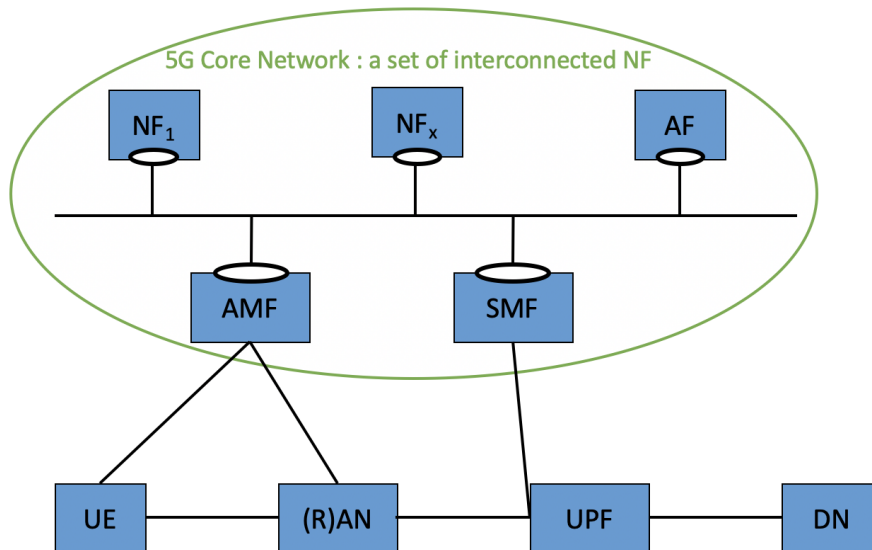 5G Core Network : a set of interconnected NF
NF₁
NFₓ
AF
AMF
SMF
UE
(R)AN
UPF
DN